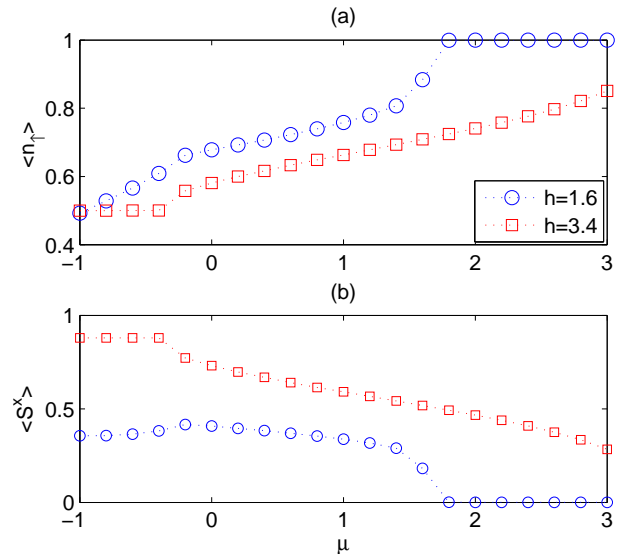 (a)
1
0.8
0.6
0.4
<n↑>
−1 0 1 2 3
h=1.6
h=3.4
(b)
1
0.5
0
<S^x>
−1 0 1 2 3
μ